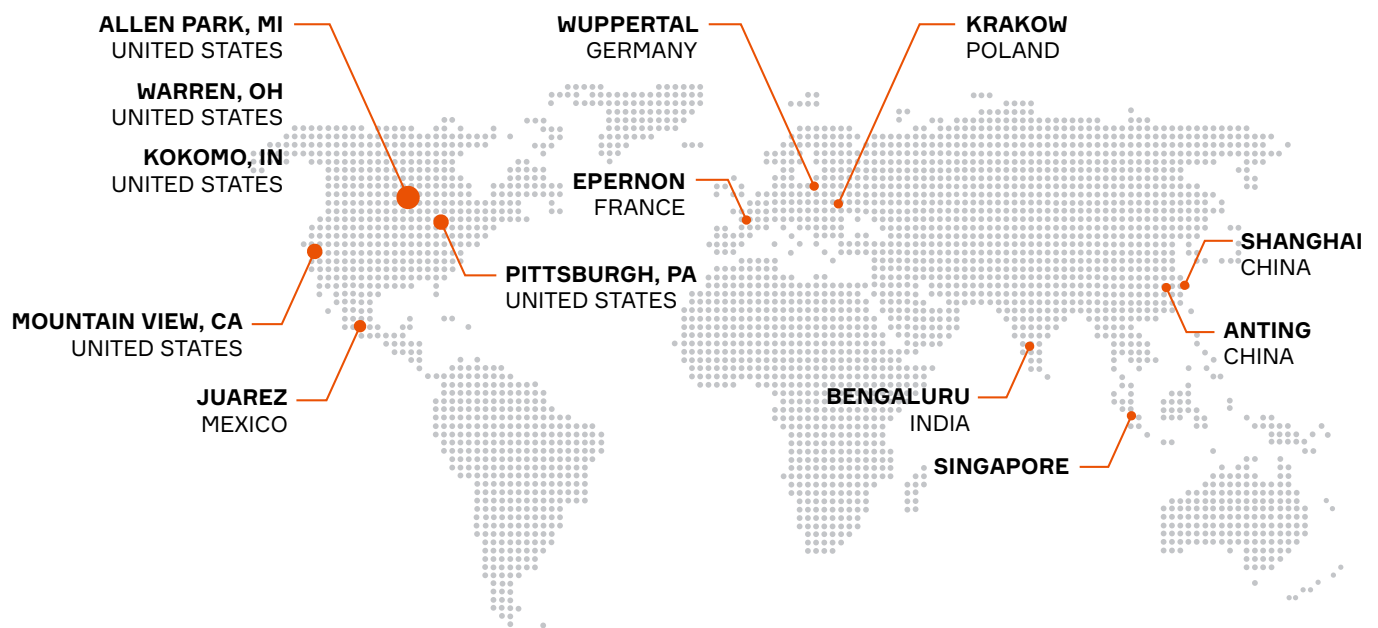 ALLEN PARK, MI
UNITED STATES
WARREN, OH
UNITED STATES
KOKOMO, IN
UNITED STATES
WUPPERTAL
GERMANY
KRAKOW
POLAND
EPERNON
FRANCE
PITTSBURGH, PA
UNITED STATES
SHANGHAI
CHINA
MOUNTAIN VIEW, CA
UNITED STATES
ANTING
CHINA
JUAREZ
MEXICO
BENGALURU
INDIA
SINGAPORE